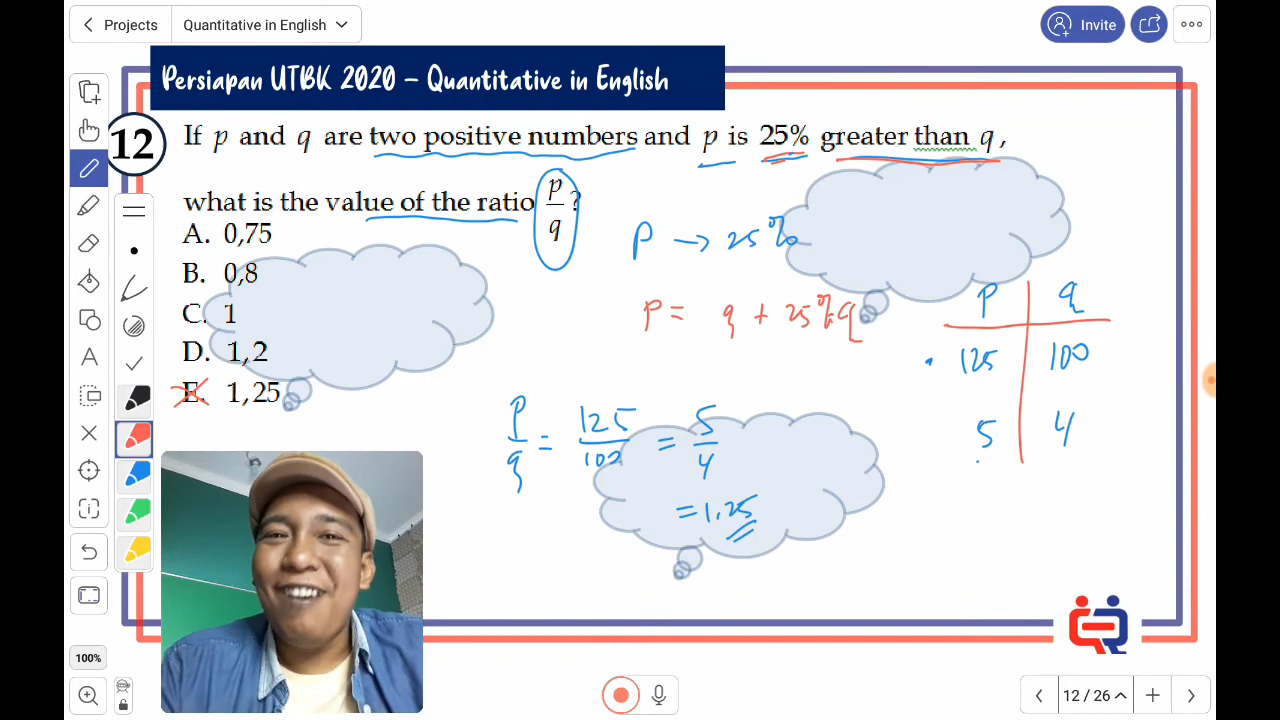 Projects
Quantitative in English
Invite
Persiapan UTBK 2020 – Quantitative in English
12
If p and q are two positive numbers and p is 25% greater than q,
what is the value of the ratio p/q?
A. 0,75
B. 0,8
C. 1
D. 1,2
E. 1,25
P → 25%
P = q + 25% q
P q
125 100
5 4
P/q = 125/100 = 5/4
= 1.25
100%
12 / 26